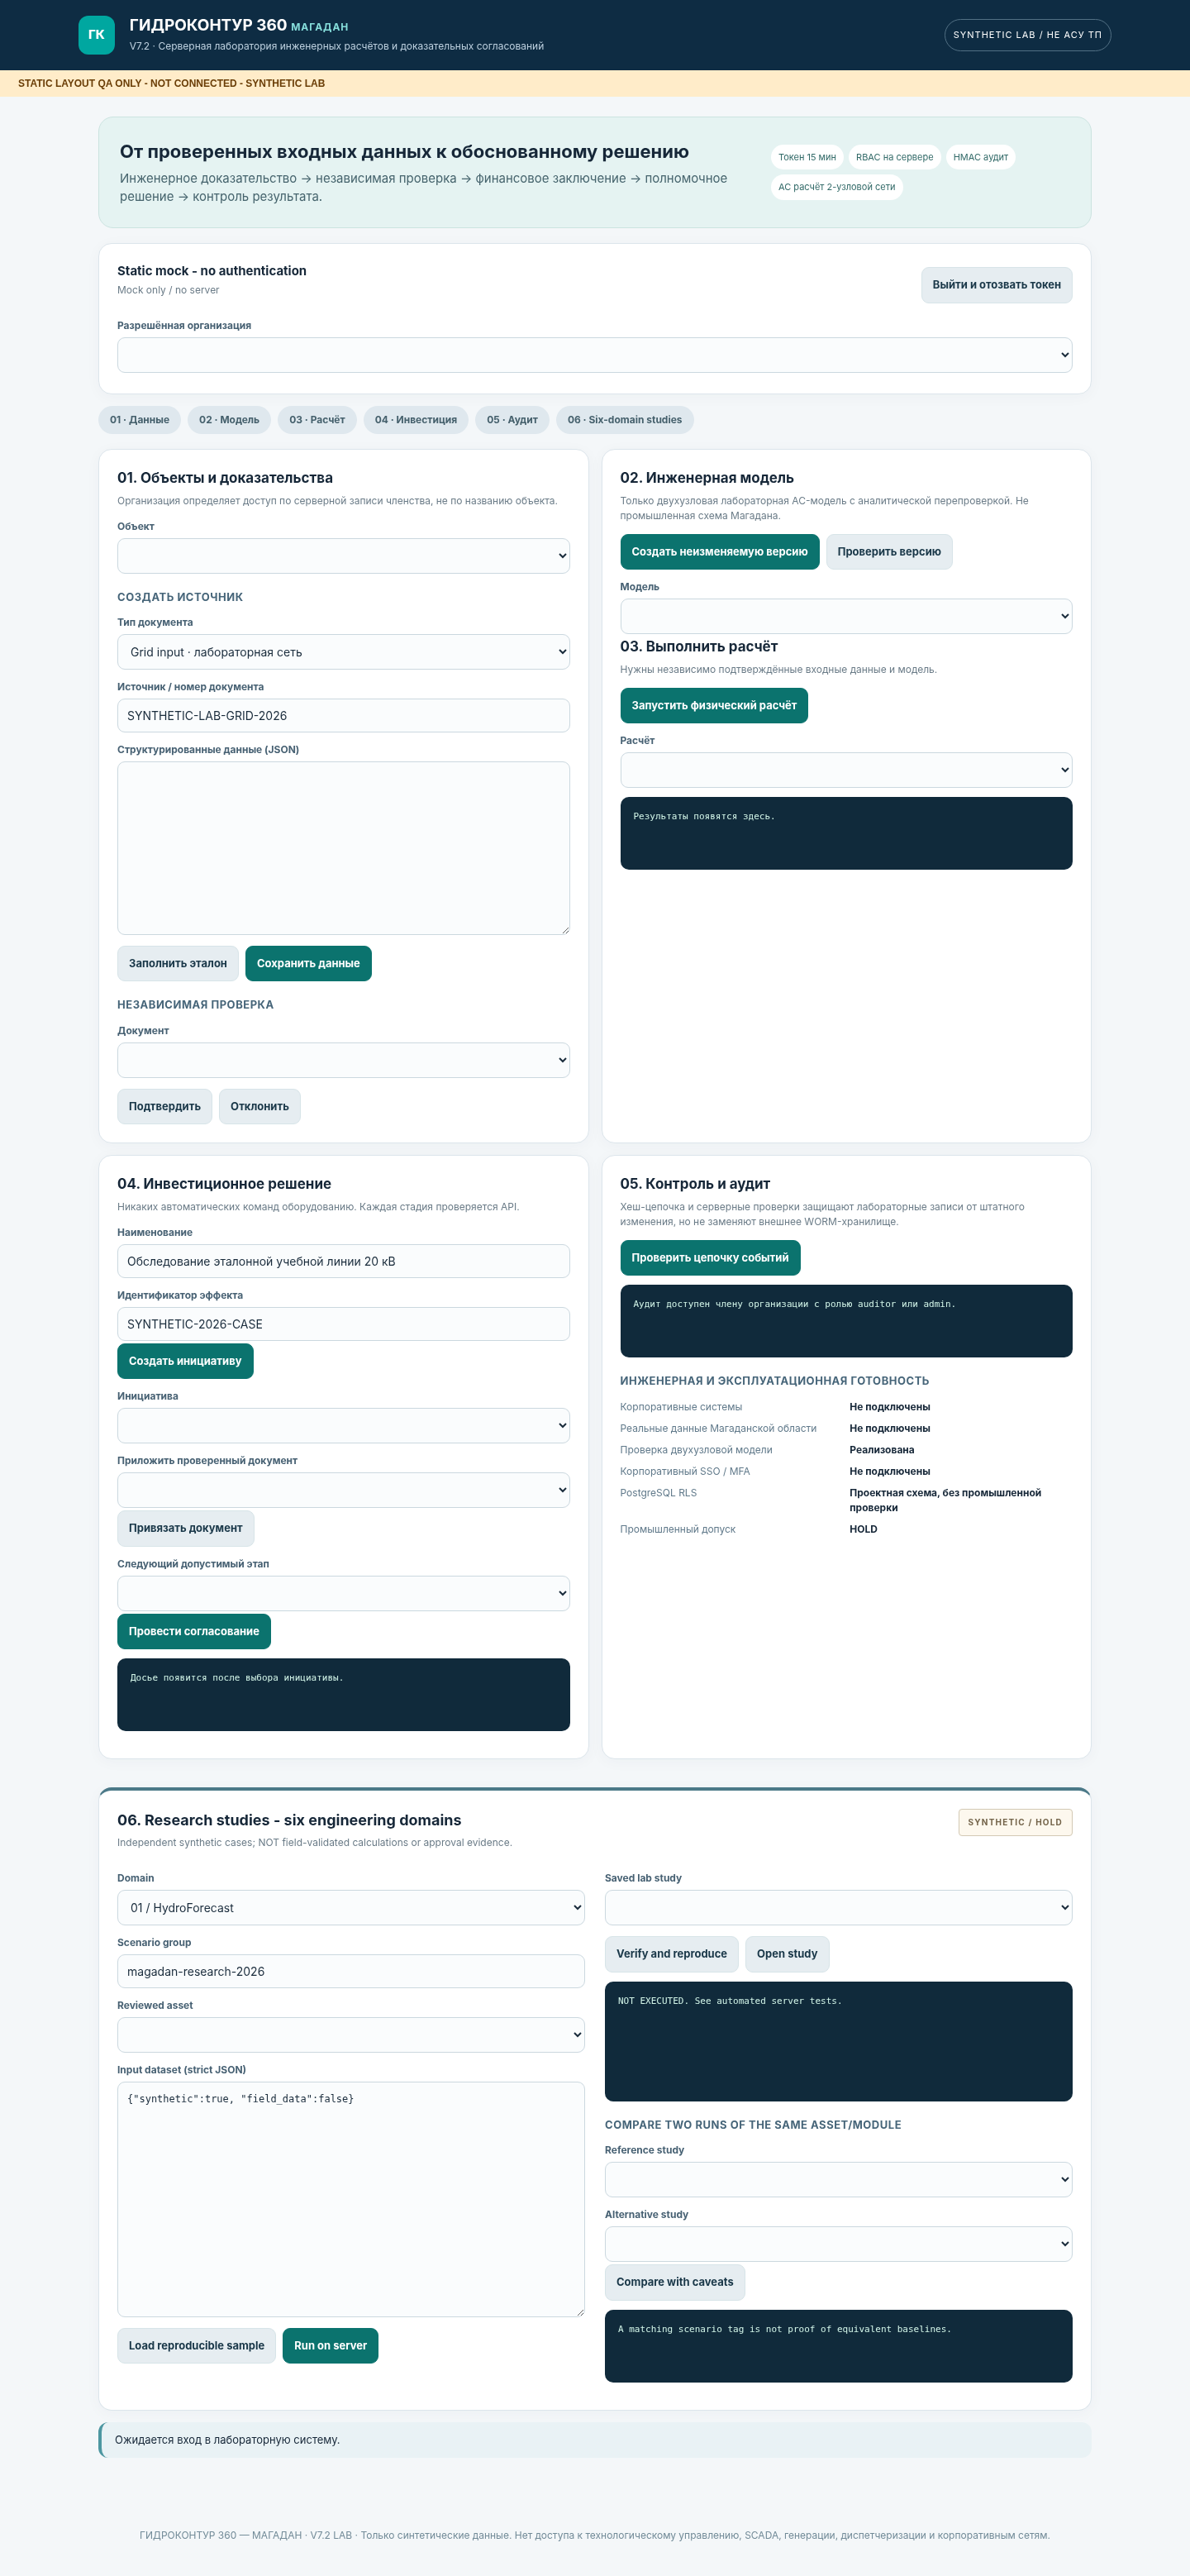 ГК
ГИДРОКОНТУР 360 МАГАДАН
V7.2 · Серверная лаборатория инженерных расчётов и доказательных согласований
SYNTHETIC LAB / НЕ АСУ ТП
STATIC LAYOUT QA ONLY - NOT CONNECTED - SYNTHETIC LAB
От проверенных входных данных к обоснованному решению
Инженерное доказательство → независимая проверка → финансовое заключение → полномочное
решение → контроль результата.
Токен 15 мин
RBAC на сервере
HMAC аудит
AC расчёт 2-узловой сети
Static mock - no authentication
Mock only / no server
Выйти и отозвать токен
Разрешённая организация
01 · Данные
02 · Модель
03 · Расчёт
04 · Инвестиция
05 · Аудит
06 · Six-domain studies
01. Объекты и доказательства
Организация определяет доступ по серверной записи членства, не по названию объекта.
Объект
СОЗДАТЬ ИСТОЧНИК
Тип документа
Grid input · лабораторная сеть
Источник / номер документа
SYNTHETIC-LAB-GRID-2026
Структурированные данные (JSON)
Заполнить эталон
Сохранить данные
НЕЗАВИСИМАЯ ПРОВЕРКА
Документ
Подтвердить
Отклонить
02. Инженерная модель
Только двухузловая лабораторная AC-модель с аналитической перепроверкой. Не
промышленная схема Магадана.
Создать неизменяемую версию
Проверить версию
Модель
03. Выполнить расчёт
Нужны независимо подтверждённые входные данные и модель.
Запустить физический расчёт
Расчёт
Результаты появятся здесь.
04. Инвестиционное решение
Никаких автоматических команд оборудованию. Каждая стадия проверяется API.
Наименование
Обследование эталонной учебной линии 20 кВ
Идентификатор эффекта
SYNTHETIC-2026-CASE
Создать инициативу
Инициатива
Приложить проверенный документ
Привязать документ
Следующий допустимый этап
Провести согласование
Досье появится после выбора инициативы.
05. Контроль и аудит
Хеш-цепочка и серверные проверки защищают лабораторные записи от штатного
изменения, но не заменяют внешнее WORM-хранилище.
Проверить цепочку событий
Аудит доступен члену организации с ролью auditor или admin.
ИНЖЕНЕРНАЯ И ЭКСПЛУАТАЦИОННАЯ ГОТОВНОСТЬ
Корпоративные системы Не подключены
Реальные данные Магаданской области Не подключены
Проверка двухузловой модели Реализована
Корпоративный SSO / MFA Не подключены
PostgreSQL RLS Проектная схема, без промышленной
проверки
Промышленный допуск HOLD
06. Research studies - six engineering domains
Independent synthetic cases; NOT field-validated calculations or approval evidence.
SYNTHETIC / HOLD
Domain
01 / HydroForecast
Scenario group
magadan-research-2026
Reviewed asset
Input dataset (strict JSON)
{"synthetic":true, "field_data":false}
Load reproducible sample
Run on server
Saved lab study
Verify and reproduce
Open study
NOT EXECUTED. See automated server tests.
COMPARE TWO RUNS OF THE SAME ASSET/MODULE
Reference study
Alternative study
Compare with caveats
A matching scenario tag is not proof of equivalent baselines.
Ожидается вход в лабораторную систему.
ГИДРОКОНТУР 360 — МАГАДАН · V7.2 LAB · Только синтетические данные. Нет доступа к технологическому управлению, SCADA, генерации, диспетчеризации и корпоративным сетям.